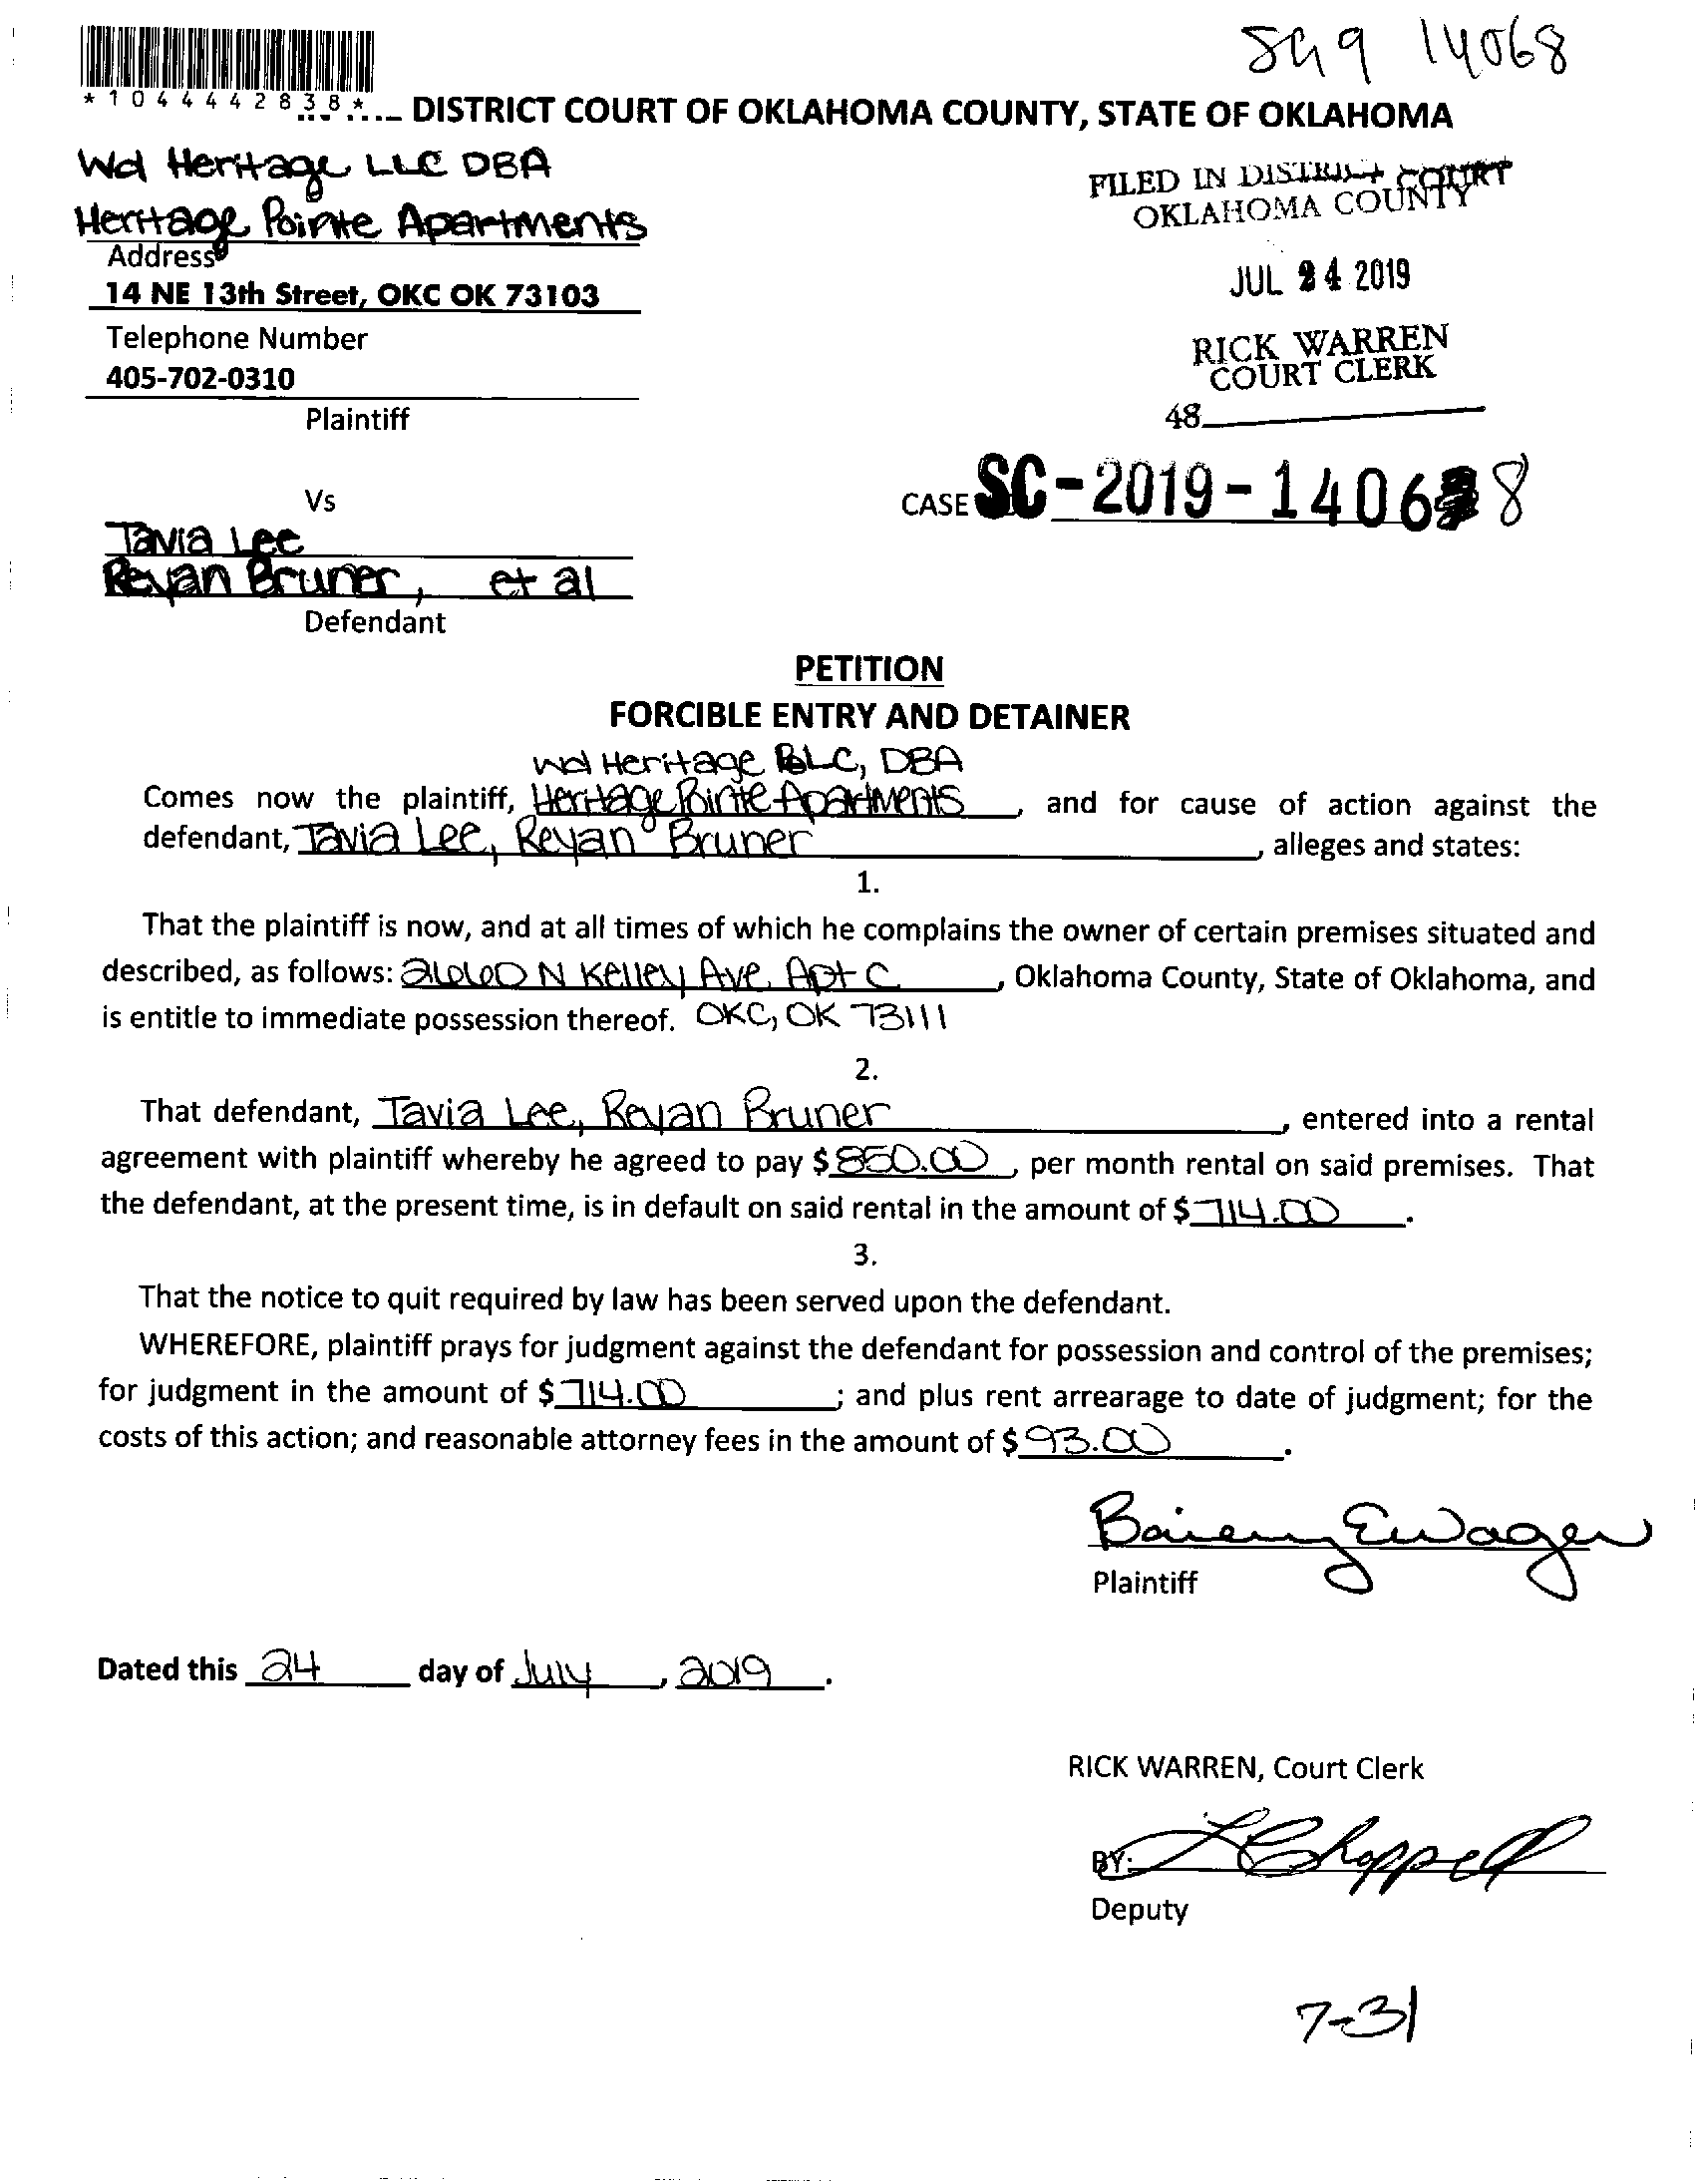 SC19 14068
*1044442838*
DISTRICT COURT OF OKLAHOMA COUNTY, STATE OF OKLAHOMA
Wd Heritage LLC DBA
Heritage Pointe Apartments
FILED IN DISTRICT COURT
OKLAHOMA COUNTY
Address
14 NE 13th Street, OKC OK 73103
JUL 24 2019
Telephone Number
405-702-0310
RICK WARREN
COURT CLERK
Plaintiff
48
Vs
CASE SC-2019-14068
Tavia Lee
Revan Bruner, et al
Defendant
PETITION
FORCIBLE ENTRY AND DETAINER
Wd Heritage LLC, DBA
Comes now the plaintiff, Heritage Pointe Apartments, and for cause of action against the
defendant, Tavia Lee, Revan Bruner, alleges and states:
1.
That the plaintiff is now, and at all times of which he complains the owner of certain premises situated and
described, as follows: 2660 N Kelley Ave Apt C, Oklahoma County, State of Oklahoma, and
is entitle to immediate possession thereof. OKC, OK 73111
2.
That defendant, Tavia Lee, Revan Bruner, entered into a rental
agreement with plaintiff whereby he agreed to pay $850.00, per month rental on said premises. That
the defendant, at the present time, is in default on said rental in the amount of $714.00.
3.
That the notice to quit required by law has been served upon the defendant.
WHEREFORE, plaintiff prays for judgment against the defendant for possession and control of the premises;
for judgment in the amount of $714.00; and plus rent arrearage to date of judgment; for the
costs of this action; and reasonable attorney fees in the amount of $93.00.
Plaintiff
Dated this 24 day of July, 2019.
RICK WARREN, Court Clerk
BY: Chappell
Deputy
7-31